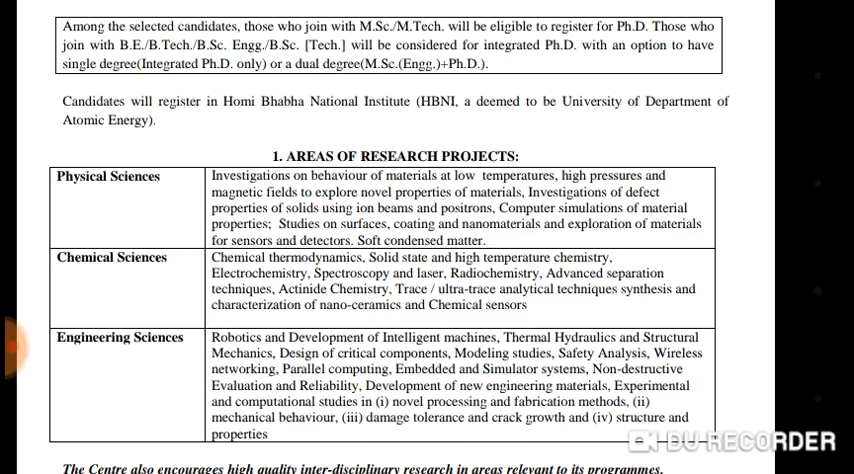 Among the selected candidates, those who join with M.Sc./M.Tech. will be eligible to register for Ph.D. Those who
join with B.E./B.Tech./B.Sc. Engg./B.Sc. [Tech.] will be considered for integrated Ph.D. with an option to have
single degree(Integrated Ph.D. only) or a dual degree(M.Sc.(Engg.)+Ph.D.).
Candidates will register in Homi Bhabha National Institute (HBNI, a deemed to be University of Department of
Atomic Energy).
1. AREAS OF RESEARCH PROJECTS:
Physical Sciences
Investigations on behaviour of materials at low temperatures, high pressures and
magnetic fields to explore novel properties of materials, Investigations of defect
properties of solids using ion beams and positrons, Computer simulations of material
properties; Studies on surfaces, coating and nanomaterials and exploration of materials
for sensors and detectors. Soft condensed matter.
Chemical Sciences
Chemical thermodynamics, Solid state and high temperature chemistry,
Electrochemistry, Spectroscopy and laser, Radiochemistry, Advanced separation
techniques, Actinide Chemistry, Trace / ultra-trace analytical techniques synthesis and
characterization of nano-ceramics and Chemical sensors
Engineering Sciences
Robotics and Development of Intelligent machines, Thermal Hydraulics and Structural
Mechanics, Design of critical components, Modeling studies, Safety Analysis, Wireless
networking, Parallel computing, Embedded and Simulator systems, Non-destructive
Evaluation and Reliability, Development of new engineering materials, Experimental
and computational studies in (i) novel processing and fabrication methods, (ii)
mechanical behaviour, (iii) damage tolerance and crack growth and (iv) structure and
properties
DU RECORDER
The Centre also encourages high quality inter-disciplinary research in areas relevant to its programmes.